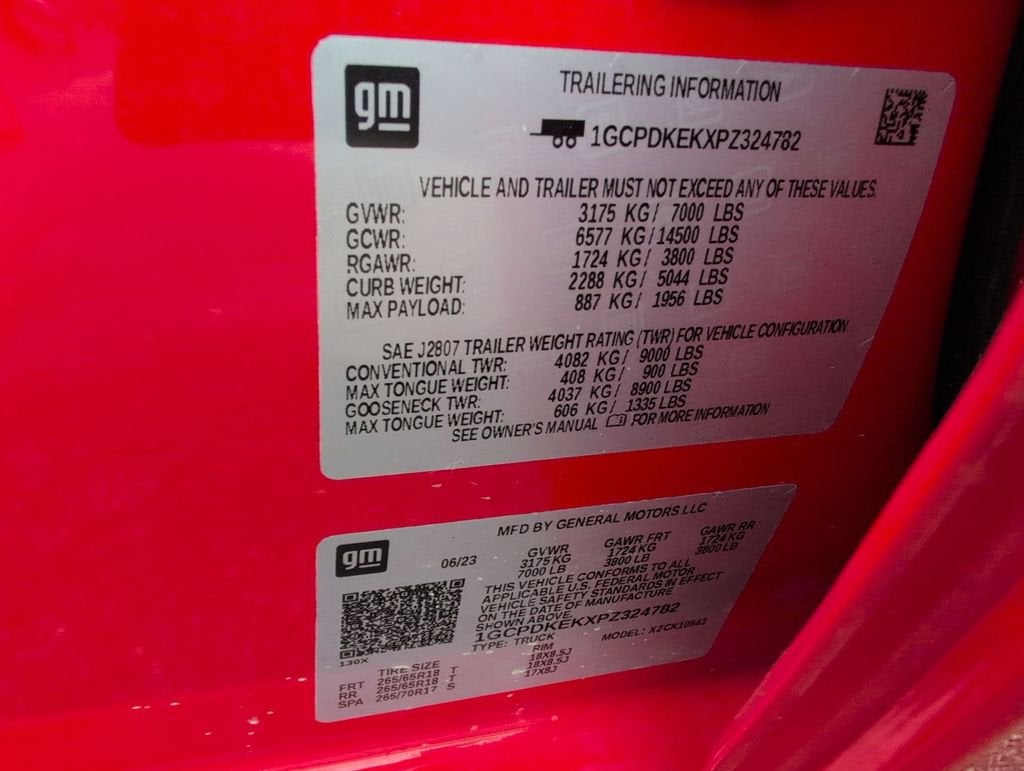 gm
TRAILERING INFORMATION
1GCPDKEKXPZ324782
VEHICLE AND TRAILER MUST NOT EXCEED ANY OF THESE VALUES.
GVWR: 3175 KG/ 7000 LBS
GCWR: 6577 KG/ 14500 LBS
RGAWR: 1724 KG/ 3800 LBS
CURB WEIGHT: 2288 KG/ 5044 LBS
MAX PAYLOAD: 887 KG/ 1956 LBS
SAE J2807 TRAILER WEIGHT RATING (TWR) FOR VEHICLE CONFIGURATION
CONVENTIONAL TWR: 4082 KG/ 9000 LBS
MAX TONGUE WEIGHT: 408 KG/ 900 LBS
GOOSENECK TWR: 4037 KG/ 8900 LBS
MAX TONGUE WEIGHT: 606 KG/ 1335 LBS
SEE OWNER'S MANUAL FOR MORE INFORMATION
gm
MFD BY GENERAL MOTORS LLC
06/23 GVWR GAWR FRT GAWR RR
3175 KG 1724 KG 1724 KG
7000 LB 3800 LB 3800 LB
THIS VEHICLE CONFORMS TO ALL
APPLICABLE U.S. FEDERAL MOTOR
VEHICLE SAFETY STANDARDS IN EFFECT
ON THE DATE OF MANUFACTURE
SHOWN ABOVE.
1GCPDKEKXPZ324782
TYPE: TRUCK MODEL: X2CK10543
130X
TIRE SIZE RIM
FRT 265/65R18 T 18X8.5J
RR 265/65R18 T 18X8.5J
SPA 265/70R17 S 17X8J